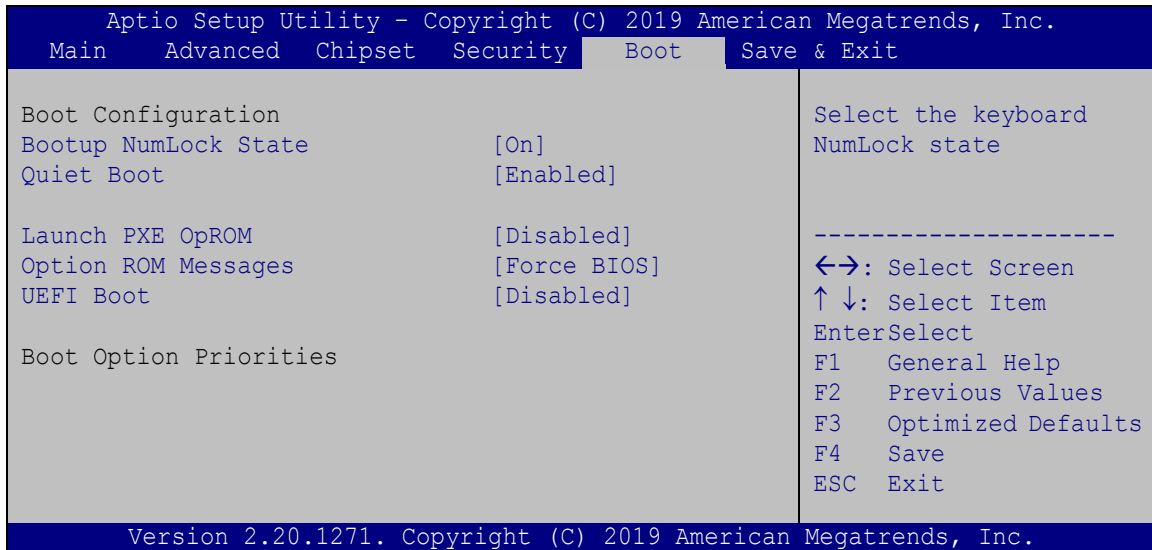 Aptio Setup Utility – Copyright (C) 2019 American Megatrends, Inc.
Main Advanced Chipset Security Boot Save & Exit
Boot Configuration
Bootup NumLock State [On]
Quiet Boot [Enabled]
Launch PXE OpROM [Disabled]
Option ROM Messages [Force BIOS]
UEFI Boot [Disabled]
Boot Option Priorities
Select the keyboard
NumLock state
---------------------
←→: Select Screen
↑ ↓: Select Item
EnterSelect
F1 General Help
F2 Previous Values
F3 Optimized Defaults
F4 Save
ESC Exit
Version 2.20.1271. Copyright (C) 2019 American Megatrends, Inc.